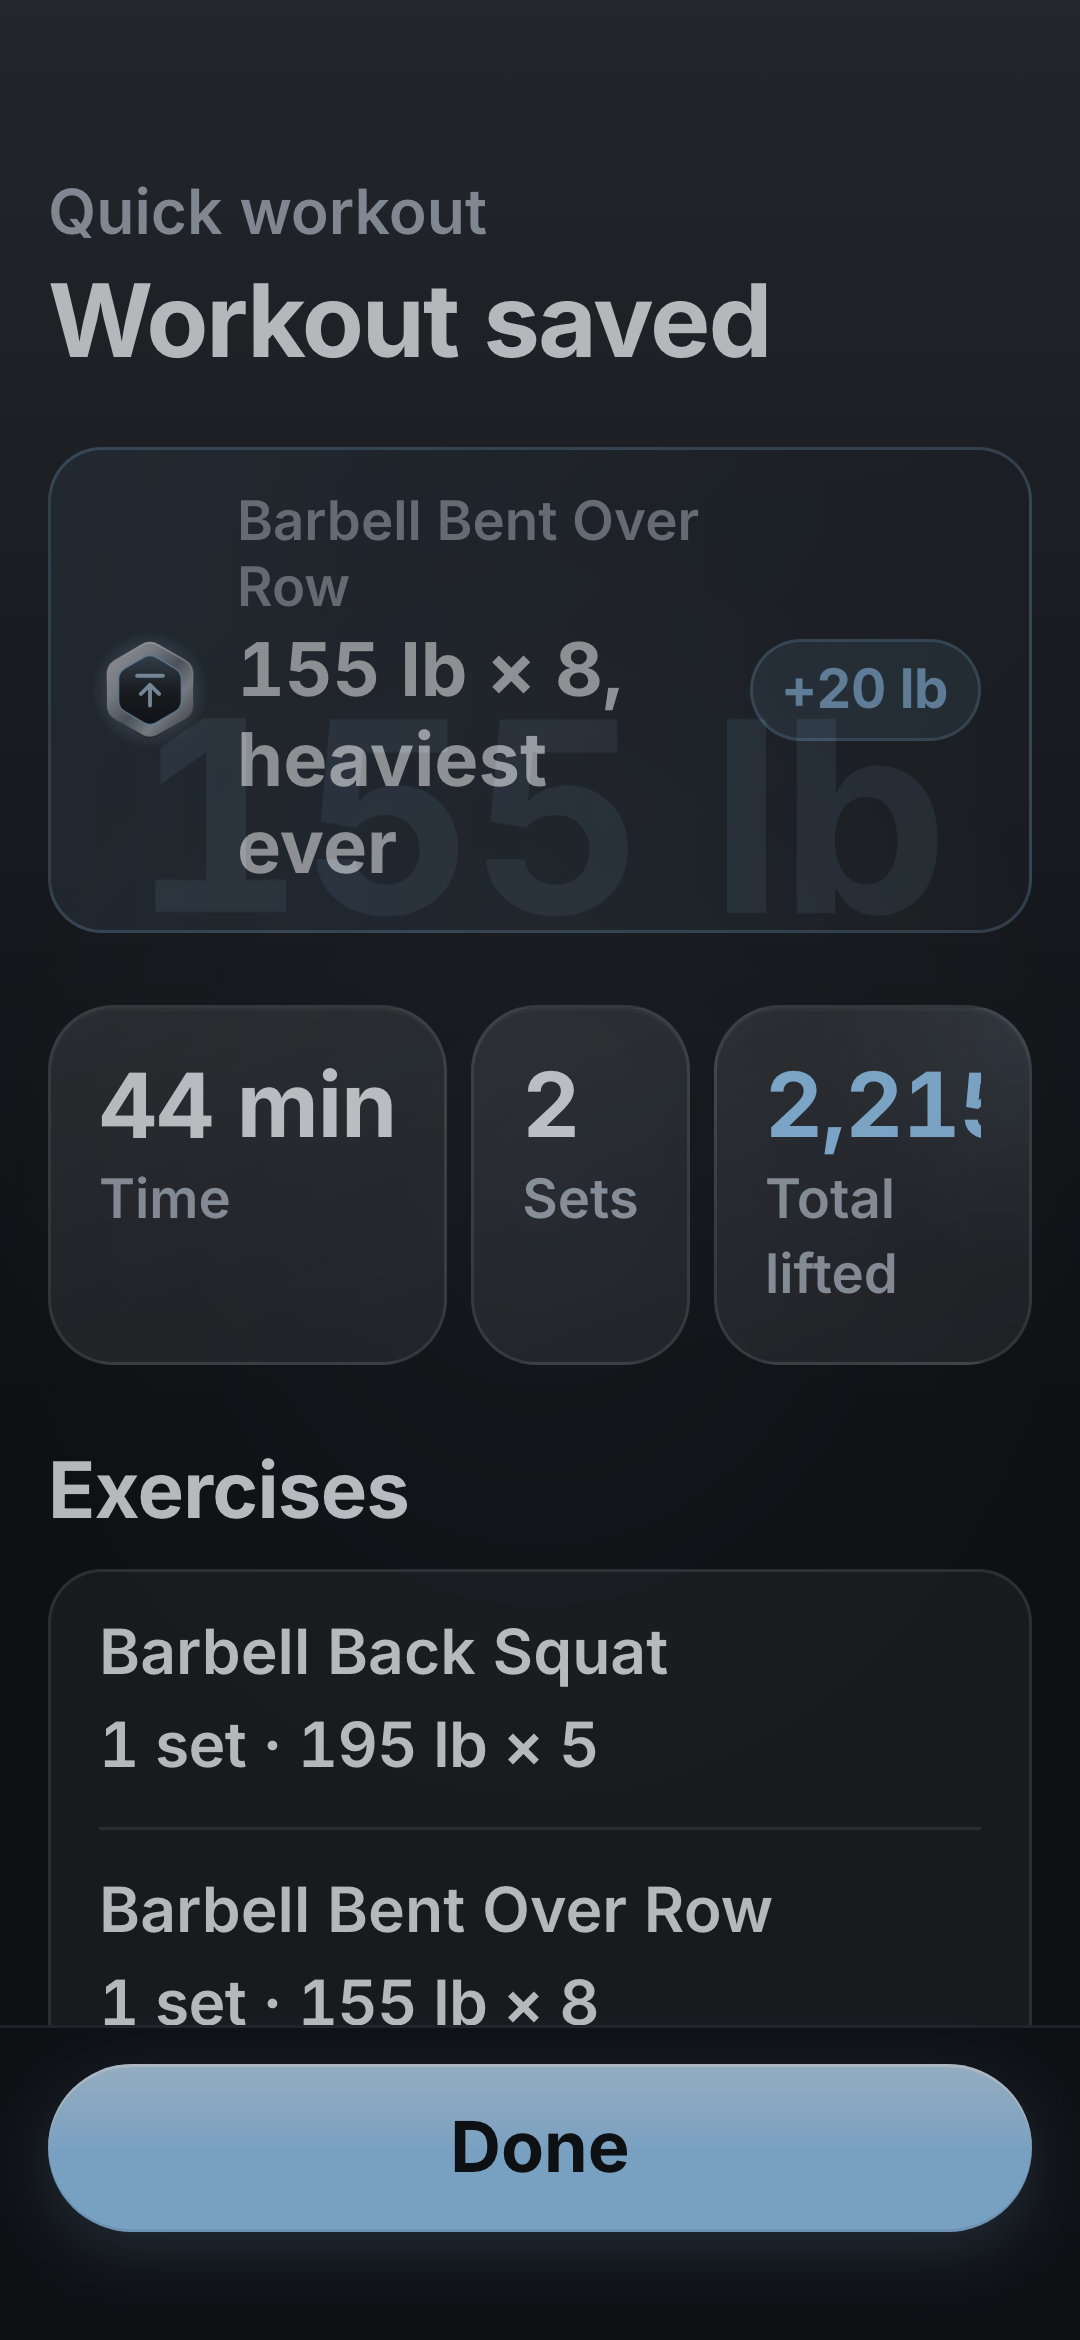 Quick workout
Workout saved
Barbell Bent Over
Row
155 lb × 8,
heaviest
ever
+20 lb
155 lb
44 min
Time
2
Sets
2,215
Total
lifted
Exercises
Barbell Back Squat
1 set · 195 lb × 5
Barbell Bent Over Row
1 set · 155 lb × 8
Done